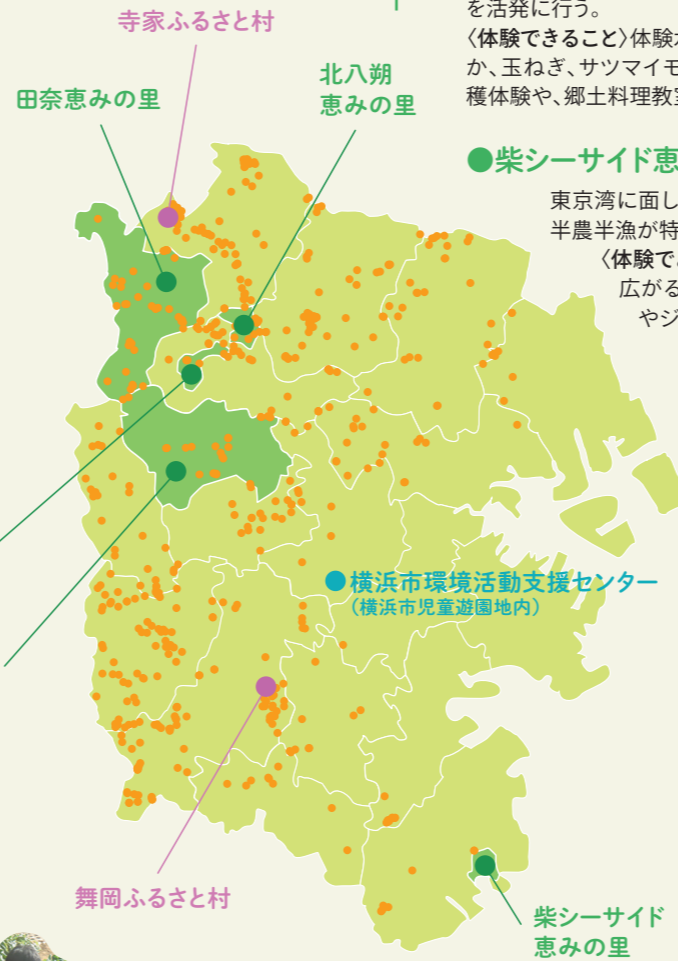 寺家ふるさと村
田奈恵みの里
北八朔
恵みの里
を活発に行う。
〈体験できること〉体験
か、玉ねぎ、サツマイモ
穫体験や、郷土料理教
●柴シーサイド恵
東京湾に面し
半農半漁が特
〈体験で
広がる
やジ
●横浜市環境活動支援センター
(横浜市児童遊園地内)
舞岡ふるさと村
柴シーサイド
恵みの里